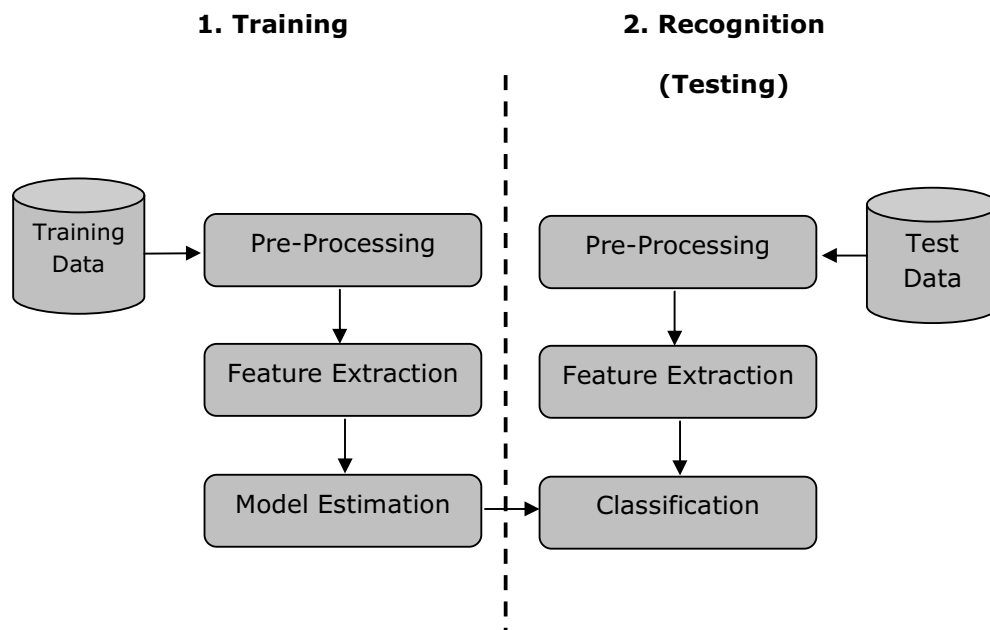 1. Training
2. Recognition
(Testing)
Training
Data
Pre-Processing
Pre-Processing
Test
Data
Feature Extraction
Feature Extraction
Model Estimation
Classification